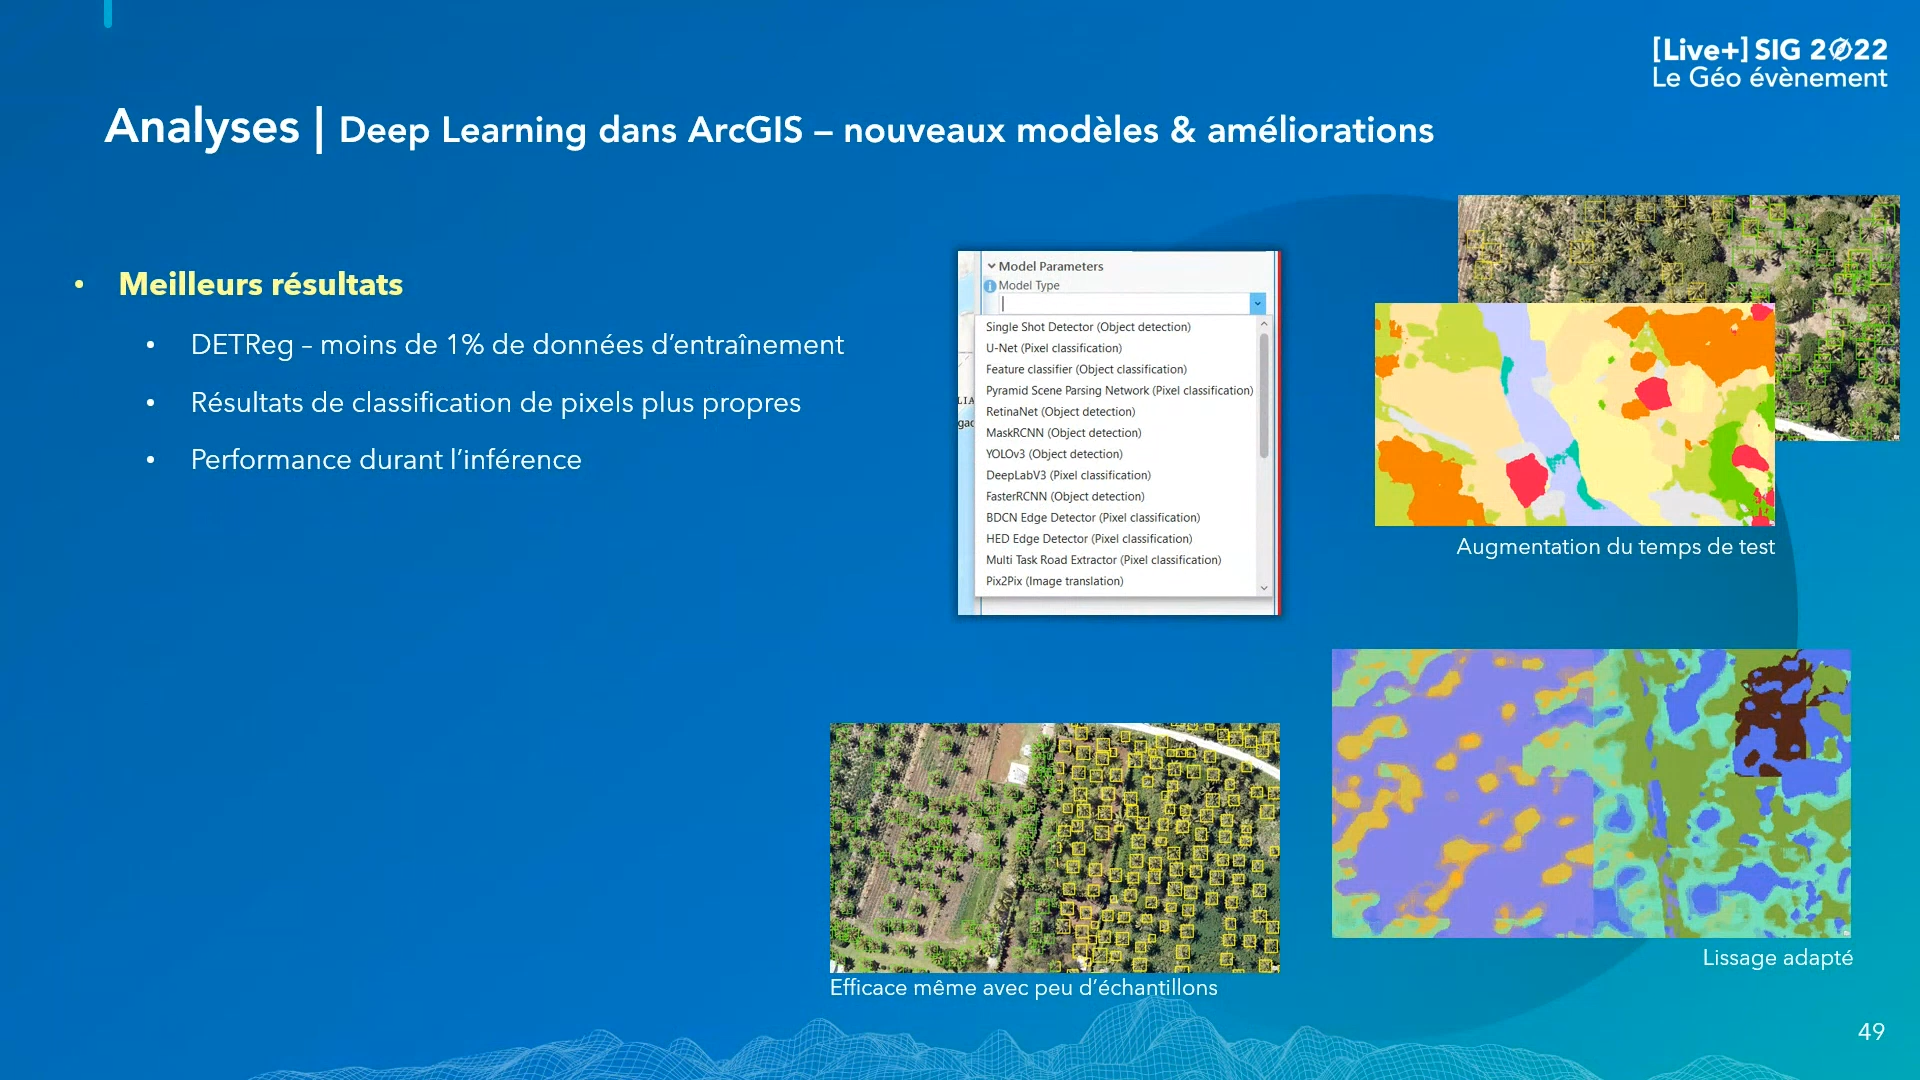 [Live+] SIG 2022
Le Géo évènement
Analyses | Deep Learning dans ArcGIS – nouveaux modèles & améliorations
• Meilleurs résultats
• DETReg – moins de 1% de données d’entraînement
• Résultats de classification de pixels plus propres
• Performance durant l’inférence
Model Parameters
Model Type
Single Shot Detector (Object detection)
U-Net (Pixel classification)
Feature classifier (Object classification)
Pyramid Scene Parsing Network (Pixel classification)
RetinaNet (Object detection)
MaskRCNN (Object detection)
YOLOv3 (Object detection)
DeepLabV3 (Pixel classification)
FasterRCNN (Object detection)
BDCN Edge Detector (Pixel classification)
HED Edge Detector (Pixel classification)
Multi Task Road Extractor (Pixel classification)
Pix2Pix (Image translation)
Augmentation du temps de test
Lissage adapté
Efficace même avec peu d’échantillons
49